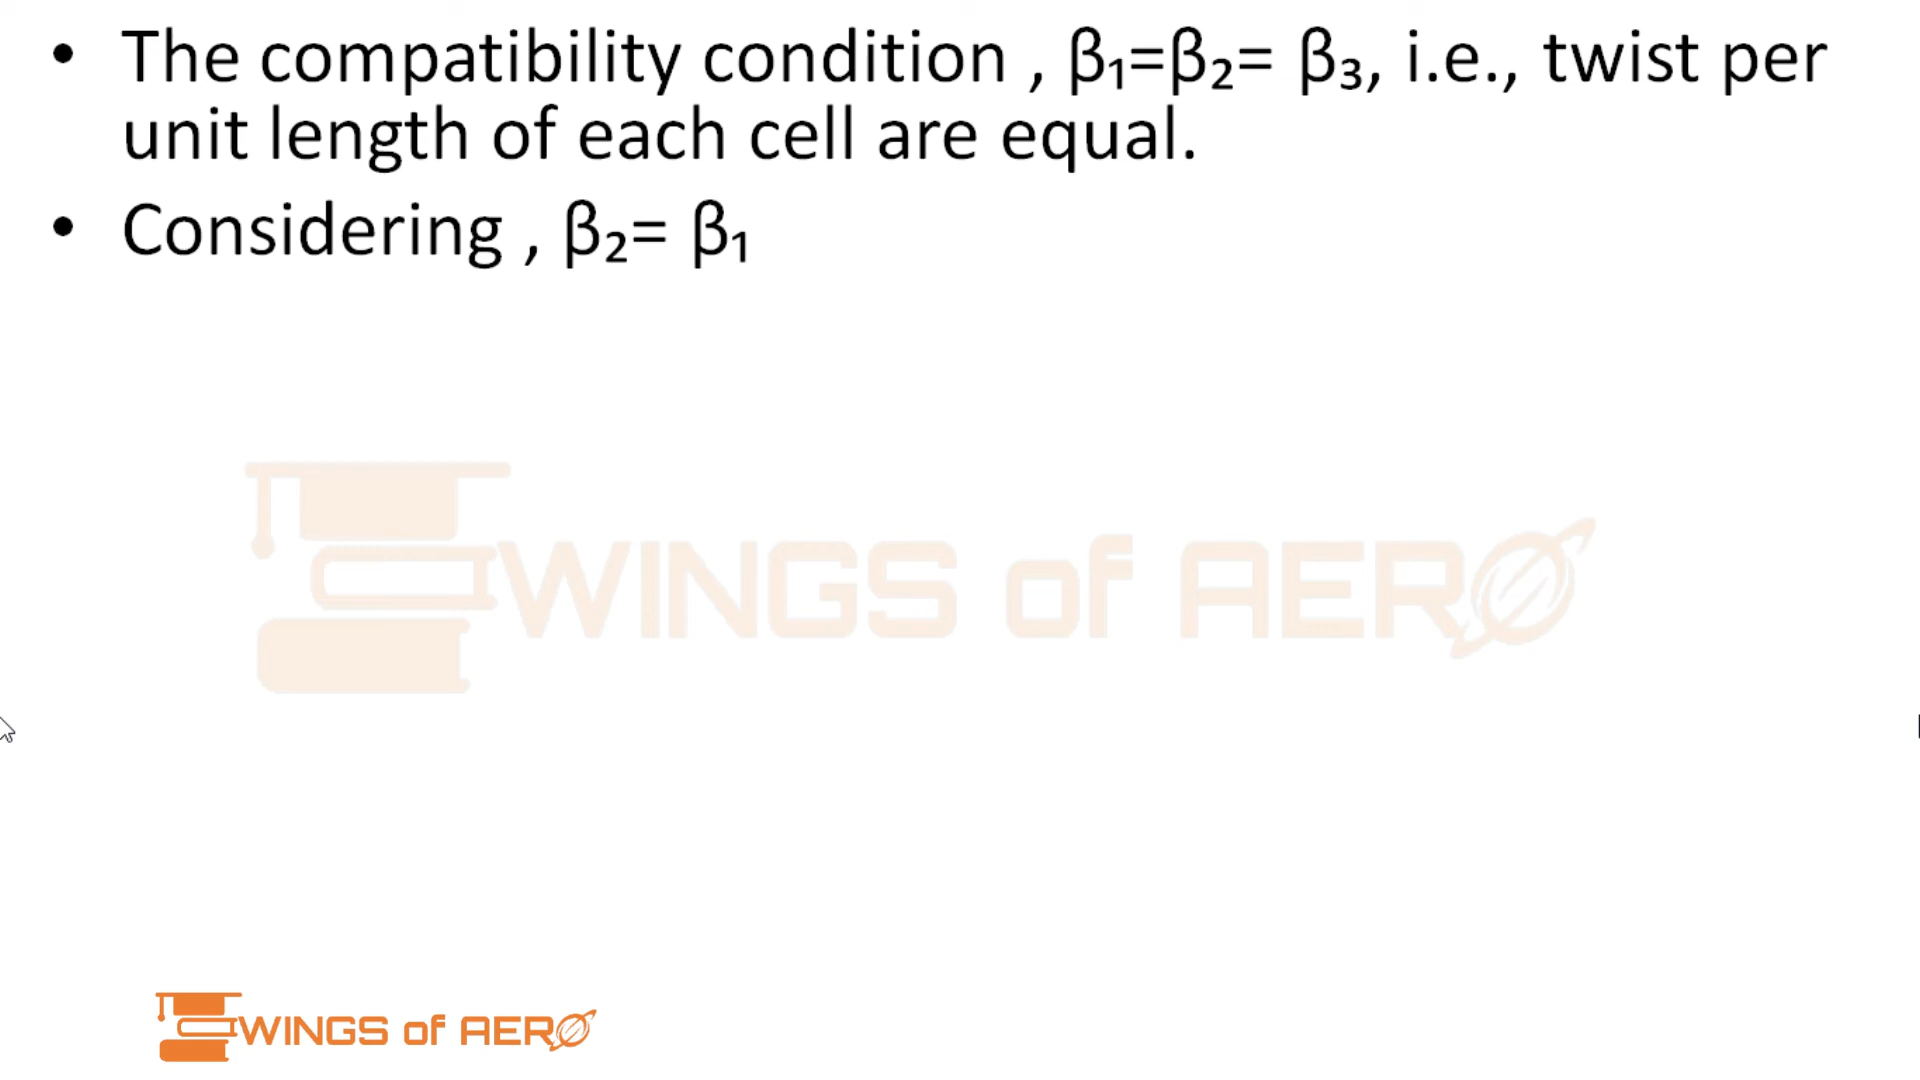 • The compatibility condition , β₁=β₂= β₃, i.e., twist per
unit length of each cell are equal.
• Considering , β₂= β₁
WINGS of AERO
WINGS of AERO